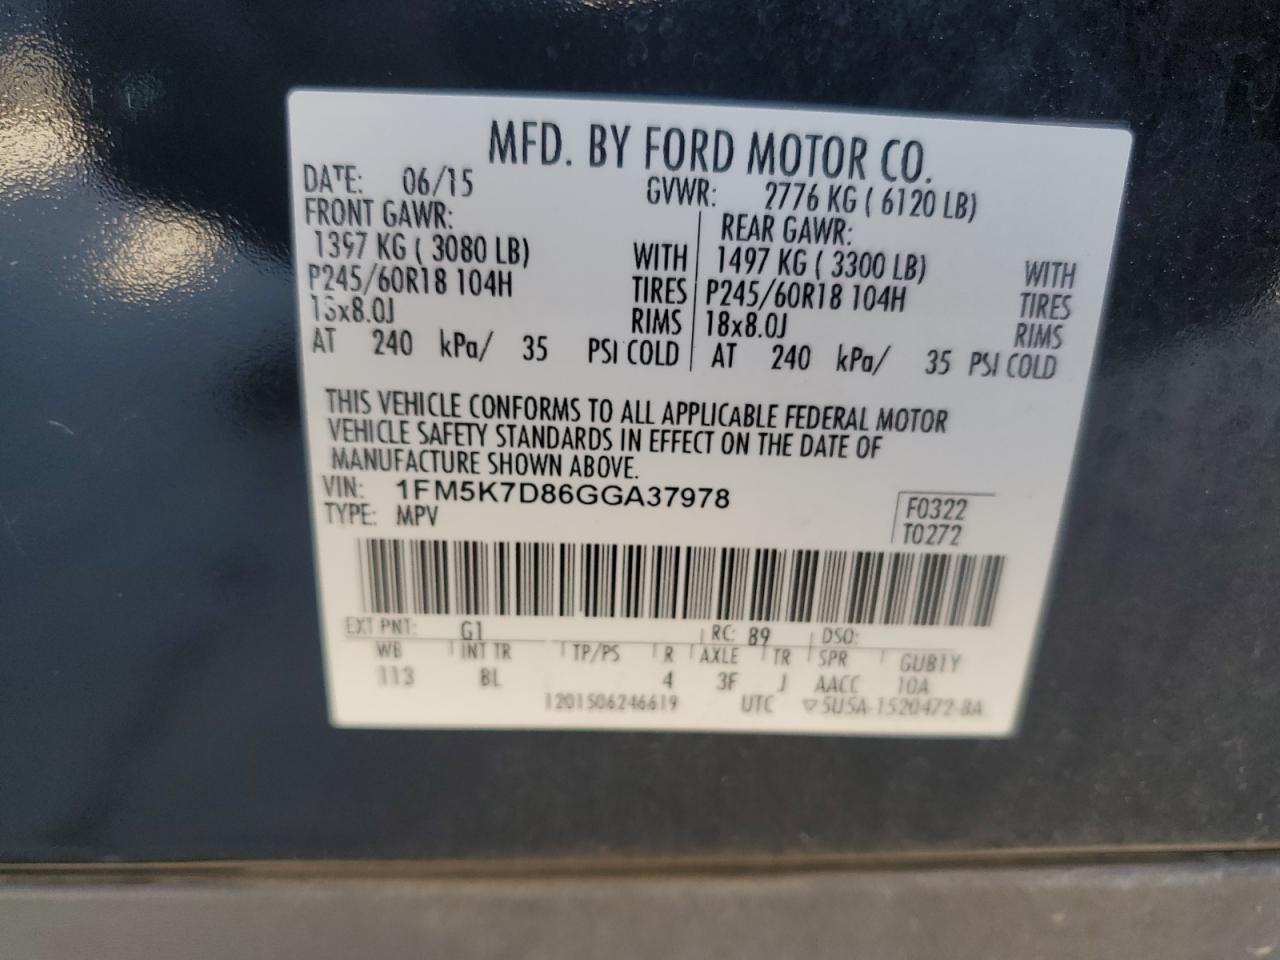 MFD. BY FORD MOTOR CO.
DATE: 06/15 GVWR: 2776 KG ( 6120 LB)
FRONT GAWR: REAR GAWR:
1397 KG ( 3080 LB) WITH 1497 KG ( 3300 LB) WITH
P245/60R18 104H TIRES P245/60R18 104H TIRES
18x8.0J RIMS 18x8.0J RIMS
AT 240 kPa/ 35 PSI COLD AT 240 kPa/ 35 PSI COLD
THIS VEHICLE CONFORMS TO ALL APPLICABLE FEDERAL MOTOR
VEHICLE SAFETY STANDARDS IN EFFECT ON THE DATE OF
MANUFACTURE SHOWN ABOVE.
VIN: 1FM5K7D86GGA37978 F0322
TYPE: MPV T0272
EXT PNT: G1 RC: 89 DSO:
WB INT TR TP/PS R AXLE TR SPR GUB1Y
113 BL 4 3F J AACC 10A
1201506246619 UTC ▽5U5A-1520472-BA